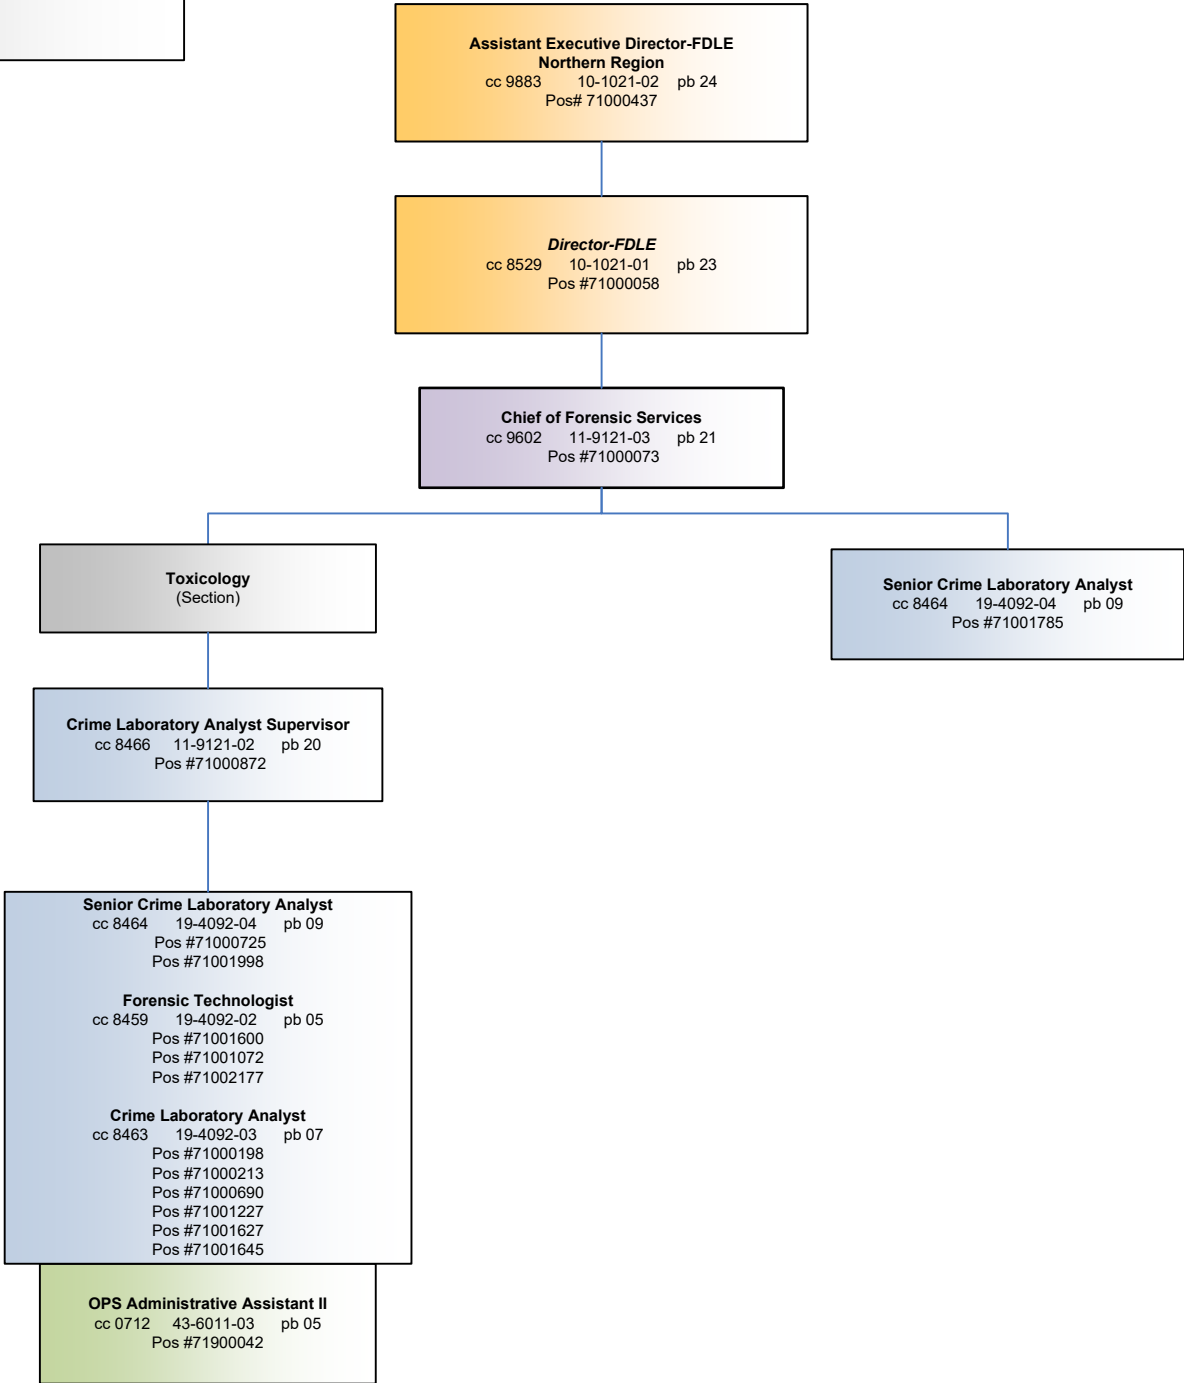 Assistant Executive Director-FDLE
Northern Region
cc 9883 10-1021-02 pb 24
Pos# 71000437
Director-FDLE
cc 8529 10-1021-01 pb 23
Pos #71000058
Chief of Forensic Services
cc 9602 11-9121-03 pb 21
Pos #71000073
Toxicology
(Section)
Senior Crime Laboratory Analyst
cc 8464 19-4092-04 pb 09
Pos #71001785
Crime Laboratory Analyst Supervisor
cc 8466 11-9121-02 pb 20
Pos #71000872
Senior Crime Laboratory Analyst
cc 8464 19-4092-04 pb 09
Pos #71000725
Pos #71001998
Forensic Technologist
cc 8459 19-4092-02 pb 05
Pos #71001600
Pos #71001072
Pos #71002177
Crime Laboratory Analyst
cc 8463 19-4092-03 pb 07
Pos #71000198
Pos #71000213
Pos #71000690
Pos #71001227
Pos #71001627
Pos #71001645
OPS Administrative Assistant II
cc 0712 43-6011-03 pb 05
Pos #71900042